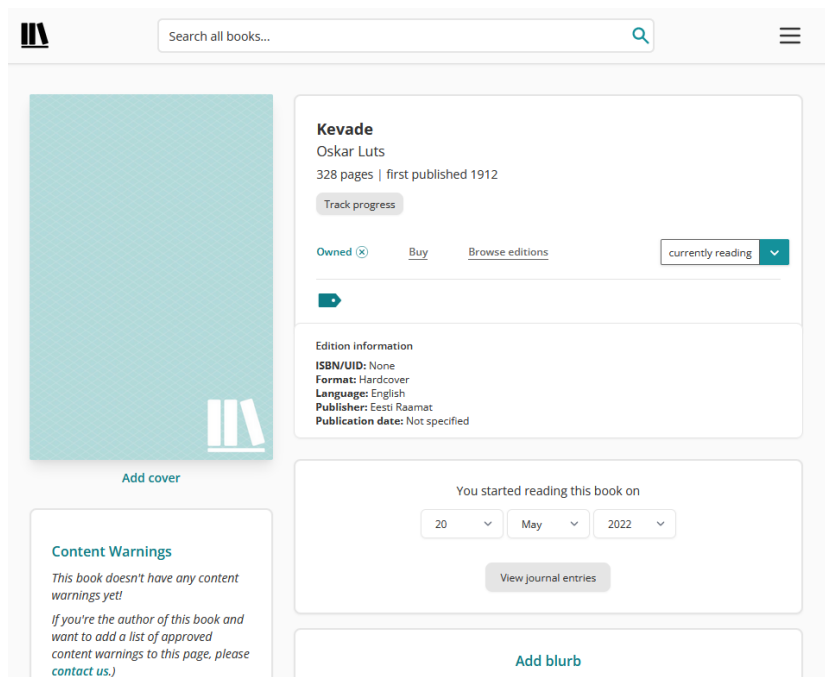 Search all books...
Kevade
Oskar Luts
328 pages | first published 1912
Track progress
Owned
Buy
Browse editions
currently reading
Edition information
ISBN/UID: None
Format: Hardcover
Language: English
Publisher: Eesti Raamat
Publication date: Not specified
Add cover
You started reading this book on
20
May
2022
View journal entries
Content Warnings
This book doesn't have any content
warnings yet!
If you're the author of this book and
want to add a list of approved
content warnings to this page, please
contact us.)
Add blurb